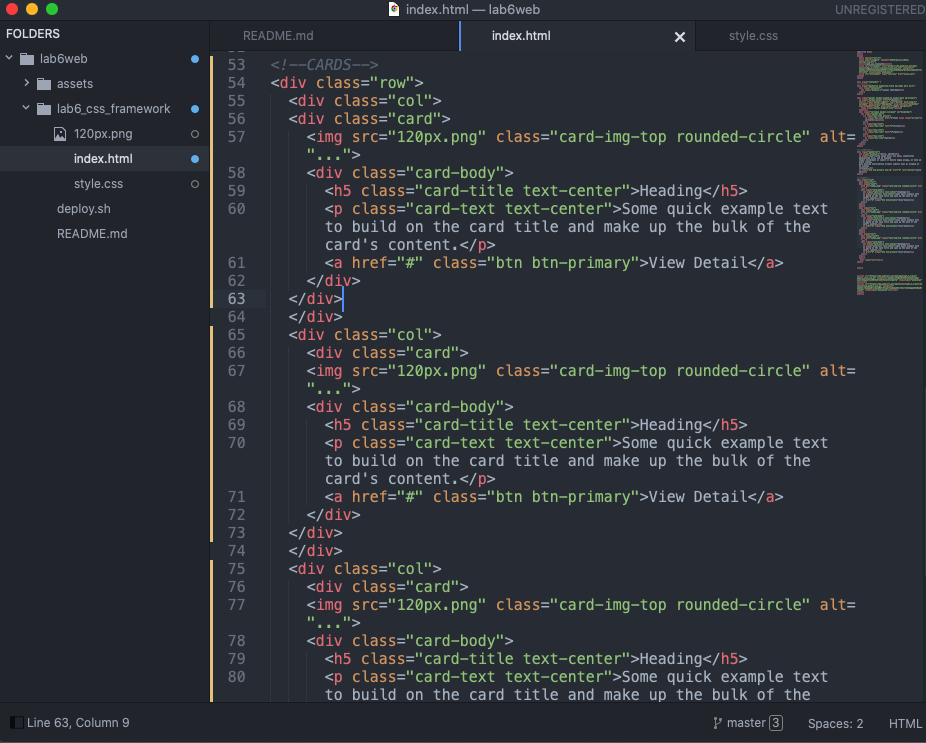 index.html — lab6web
UNREGISTERED
FOLDERS
lab6web
assets
lab6_css_framework
120px.png
index.html
style.css
deploy.sh
README.md
README.md
index.html
style.css
53 <!--CARDS-->
54 <div class="row">
55 <div class="col">
56 <div class="card">
57 <img src="120px.png" class="card-img-top rounded-circle" alt=
"...">
58 <div class="card-body">
59 <h5 class="card-title text-center">Heading</h5>
60 <p class="card-text text-center">Some quick example text
to build on the card title and make up the bulk of the
card's content.</p>
61 <a href="#" class="btn btn-primary">View Detail</a>
62 </div>
63 </div>
64 </div>
65 <div class="col">
66 <div class="card">
67 <img src="120px.png" class="card-img-top rounded-circle" alt=
"...">
68 <div class="card-body">
69 <h5 class="card-title text-center">Heading</h5>
70 <p class="card-text text-center">Some quick example text
to build on the card title and make up the bulk of the
card's content.</p>
71 <a href="#" class="btn btn-primary">View Detail</a>
72 </div>
73 </div>
74 </div>
75 <div class="col">
76 <div class="card">
77 <img src="120px.png" class="card-img-top rounded-circle" alt=
"...">
78 <div class="card-body">
79 <h5 class="card-title text-center">Heading</h5>
80 <p class="card-text text-center">Some quick example text
to build on the card title and make up the bulk of the
Line 63, Column 9
master 3
Spaces: 2
HTML